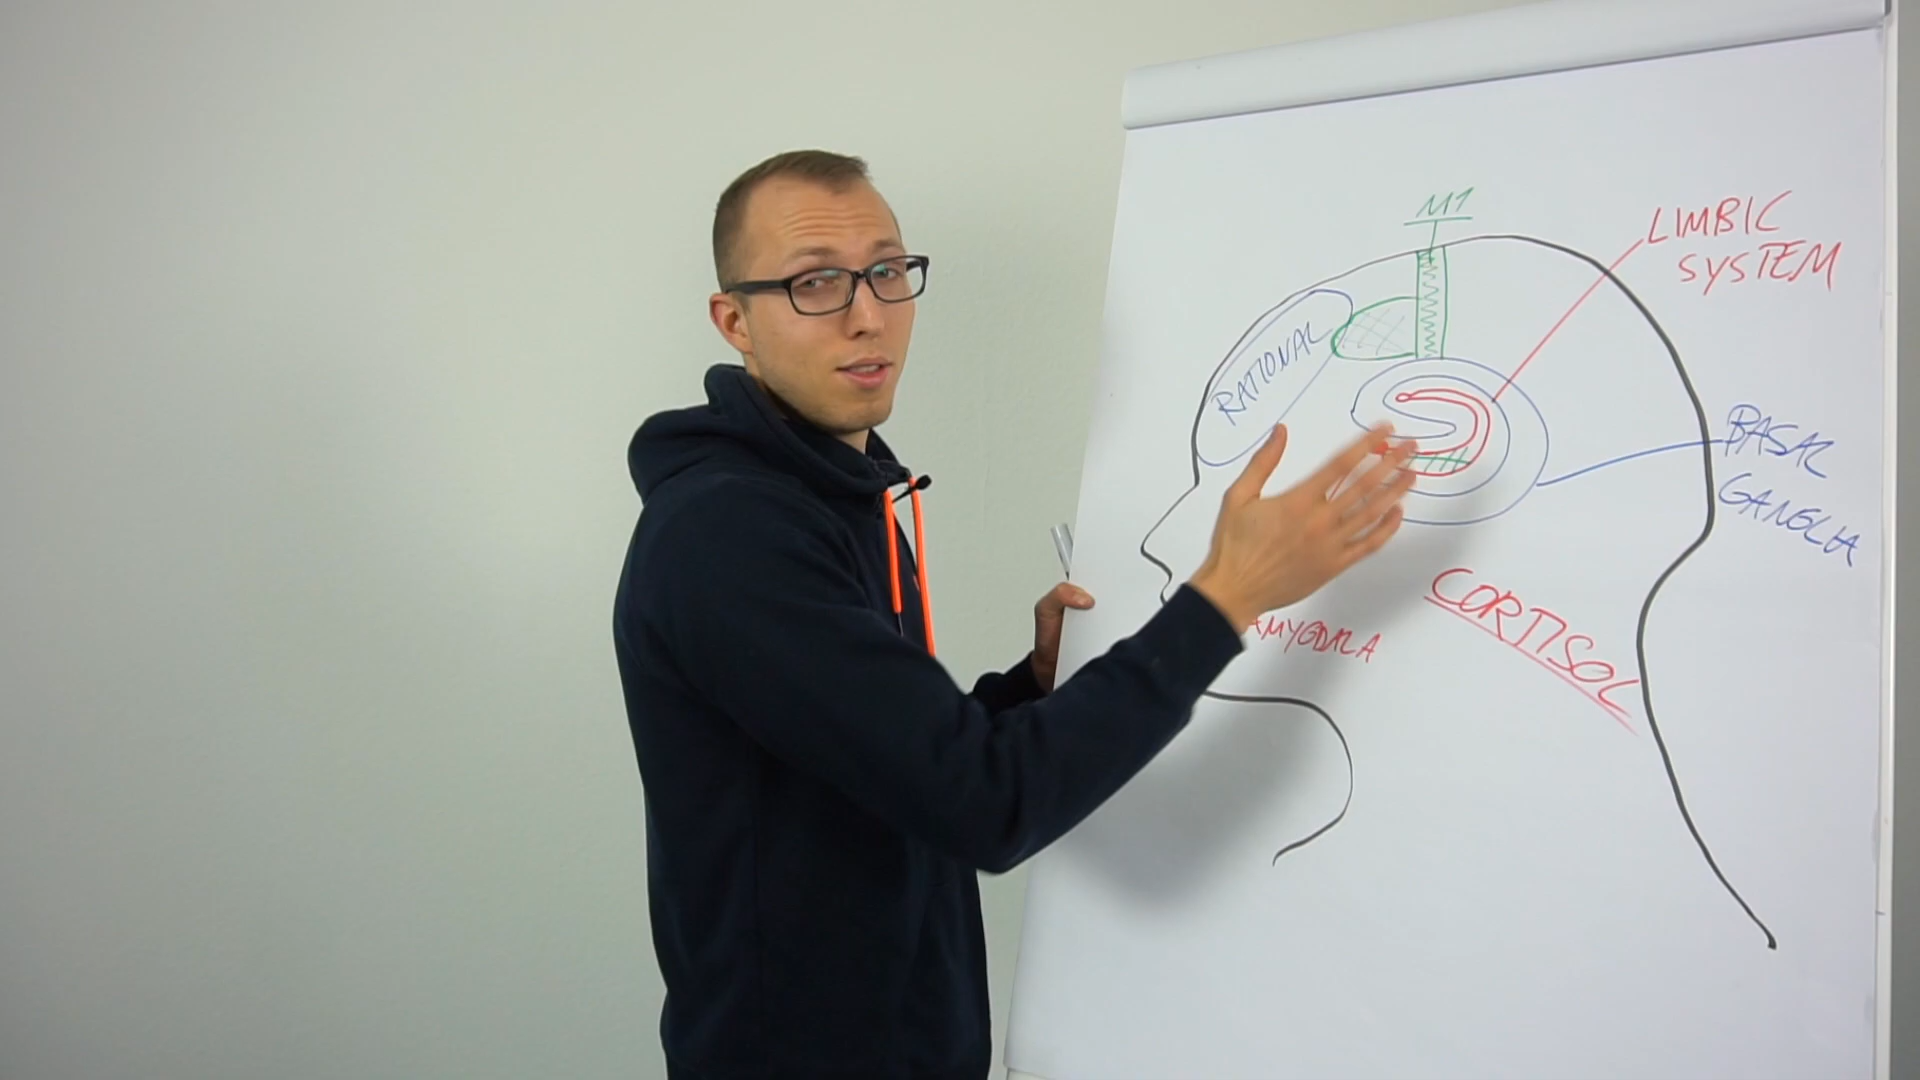 M1
LIMBIC
SYSTEM
RATIONAL
BASAL
GANGLIA
CORTISOL
AMYGDALA